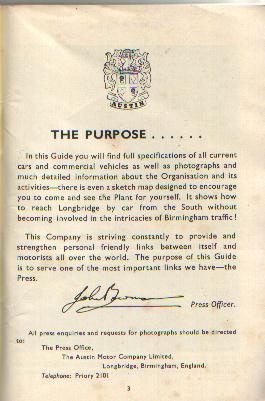 AUSTIN
THE PURPOSE . . . . . .
In this Guide you will find full specifications of all current
cars and commercial vehicles as well as photographs and
much detailed information about the Organisation and its
activities—there is even a sketch map designed to encourage
you to come and see the Plant for yourself. It shows how
to reach Longbridge by car from the South without
becoming involved in the intricacies of Birmingham traffic!
This Company is striving constantly to provide and
strengthen personal friendly links between itself and
motorists all over the world. The purpose of this Guide
is to serve one of the most important links we have—the
Press.
Press Officer.
All press enquiries and requests for photographs should be directed
to:
The Press Office,
The Austin Motor Company Limited,
Longbridge, Birmingham, England.
Telephone: Priory 2101
3